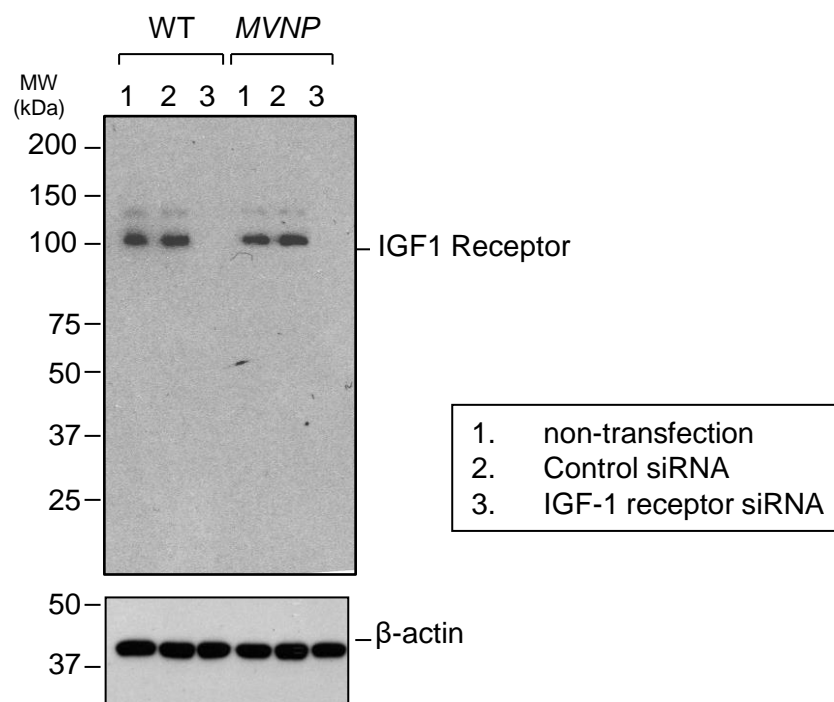 WT MVNP
MW
(kDa)
1 2 3 1 2 3
200
150
100
IGF1 Receptor
75
50
37
25
1. non-transfection
2. Control siRNA
3. IGF-1 receptor siRNA
50
β-actin
37